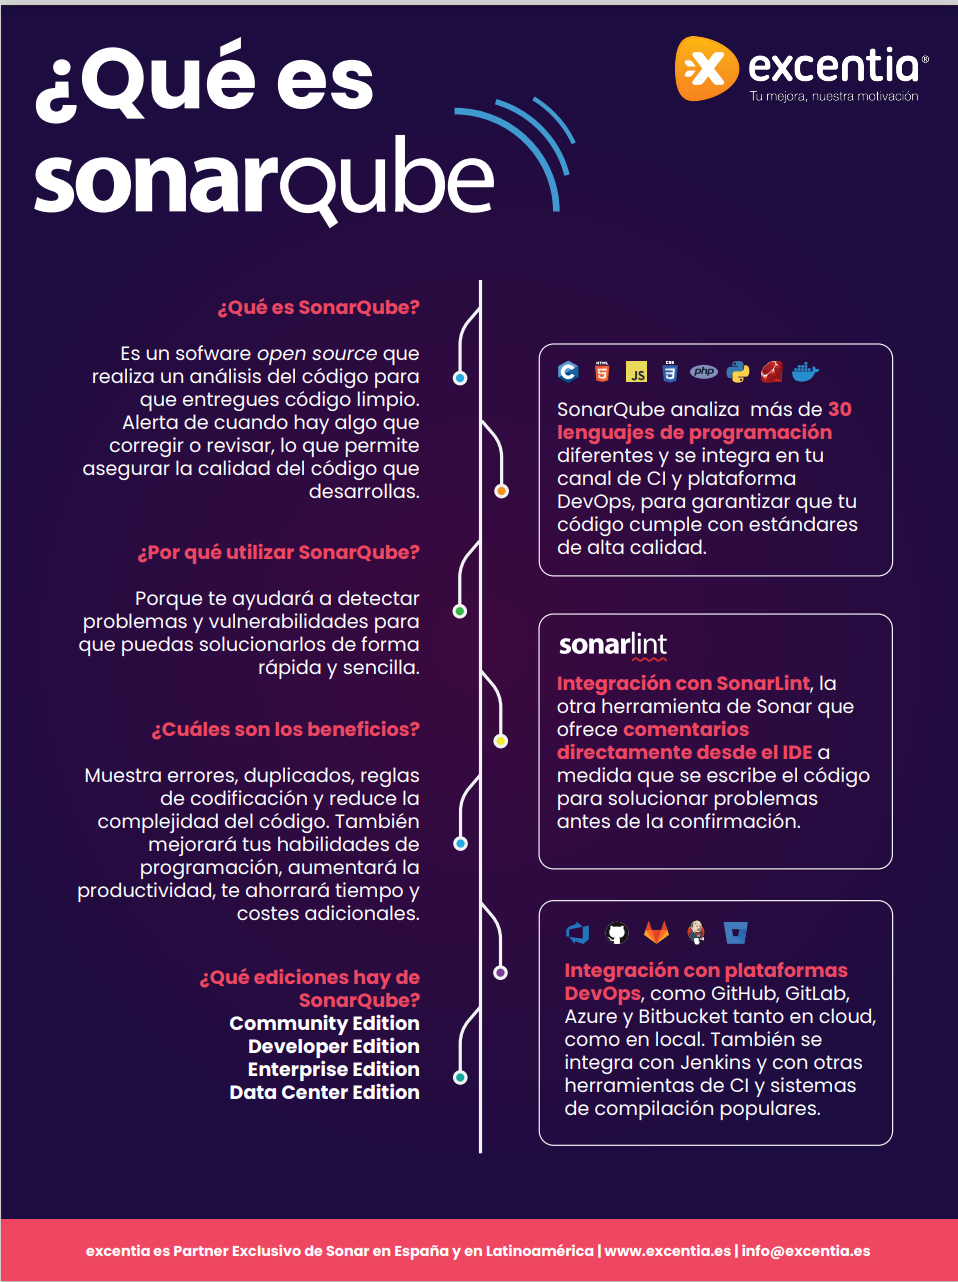 ¿Qué es
sonarqube
excentia®
Tu mejora, nuestra motivación
¿Qué es SonarQube?
Es un sofware open source que
realiza un análisis del código para
que entregues código limpio.
Alerta de cuando hay algo que
corregir o revisar, lo que permite
asegurar la calidad del código que
desarrollas.
¿Por qué utilizar SonarQube?
Porque te ayudará a detectar
problemas y vulnerabilidades para
que puedas solucionarlos de forma
rápida y sencilla.
¿Cuáles son los beneficios?
Muestra errores, duplicados, reglas
de codificación y reduce la
complejidad del código. También
mejorará tus habilidades de
programación, aumentará la
productividad, te ahorrará tiempo y
costes adicionales.
¿Qué ediciones hay de
SonarQube?
Community Edition
Developer Edition
Enterprise Edition
Data Center Edition
C HTML 5 JS CSS 3 php
SonarQube analiza más de 30
lenguajes de programación
diferentes y se integra en tu
canal de CI y plataforma
DevOps, para garantizar que tu
código cumple con estándares
de alta calidad.
sonarlint
Integración con SonarLint, la
otra herramienta de Sonar que
ofrece comentarios
directamente desde el IDE a
medida que se escribe el código
para solucionar problemas
antes de la confirmación.
Integración con plataformas
DevOps, como GitHub, GitLab,
Azure y Bitbucket tanto en cloud,
como en local. También se
integra con Jenkins y con otras
herramientas de CI y sistemas
de compilación populares.
excentia es Partner Exclusivo de Sonar en España y en Latinoamérica | www.excentia.es | info@excentia.es